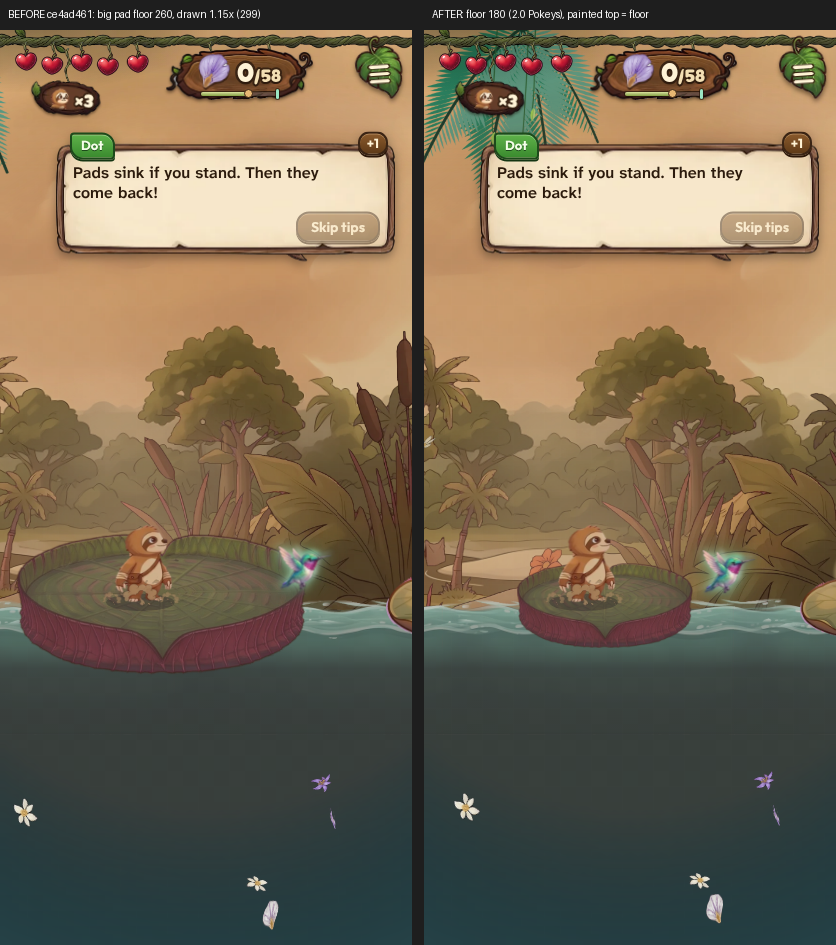 BEFORE ce4ad461: big pad floor 260, drawn 1.15x (299)
0/58
×3
Dot
+1
Pads sink if you stand. Then they
come back!
Skip tips
AFTER: floor 180 (2.0 Pokeys), painted top = floor
0/58
×3
Dot
+1
Pads sink if you stand. Then they
come back!
Skip tips